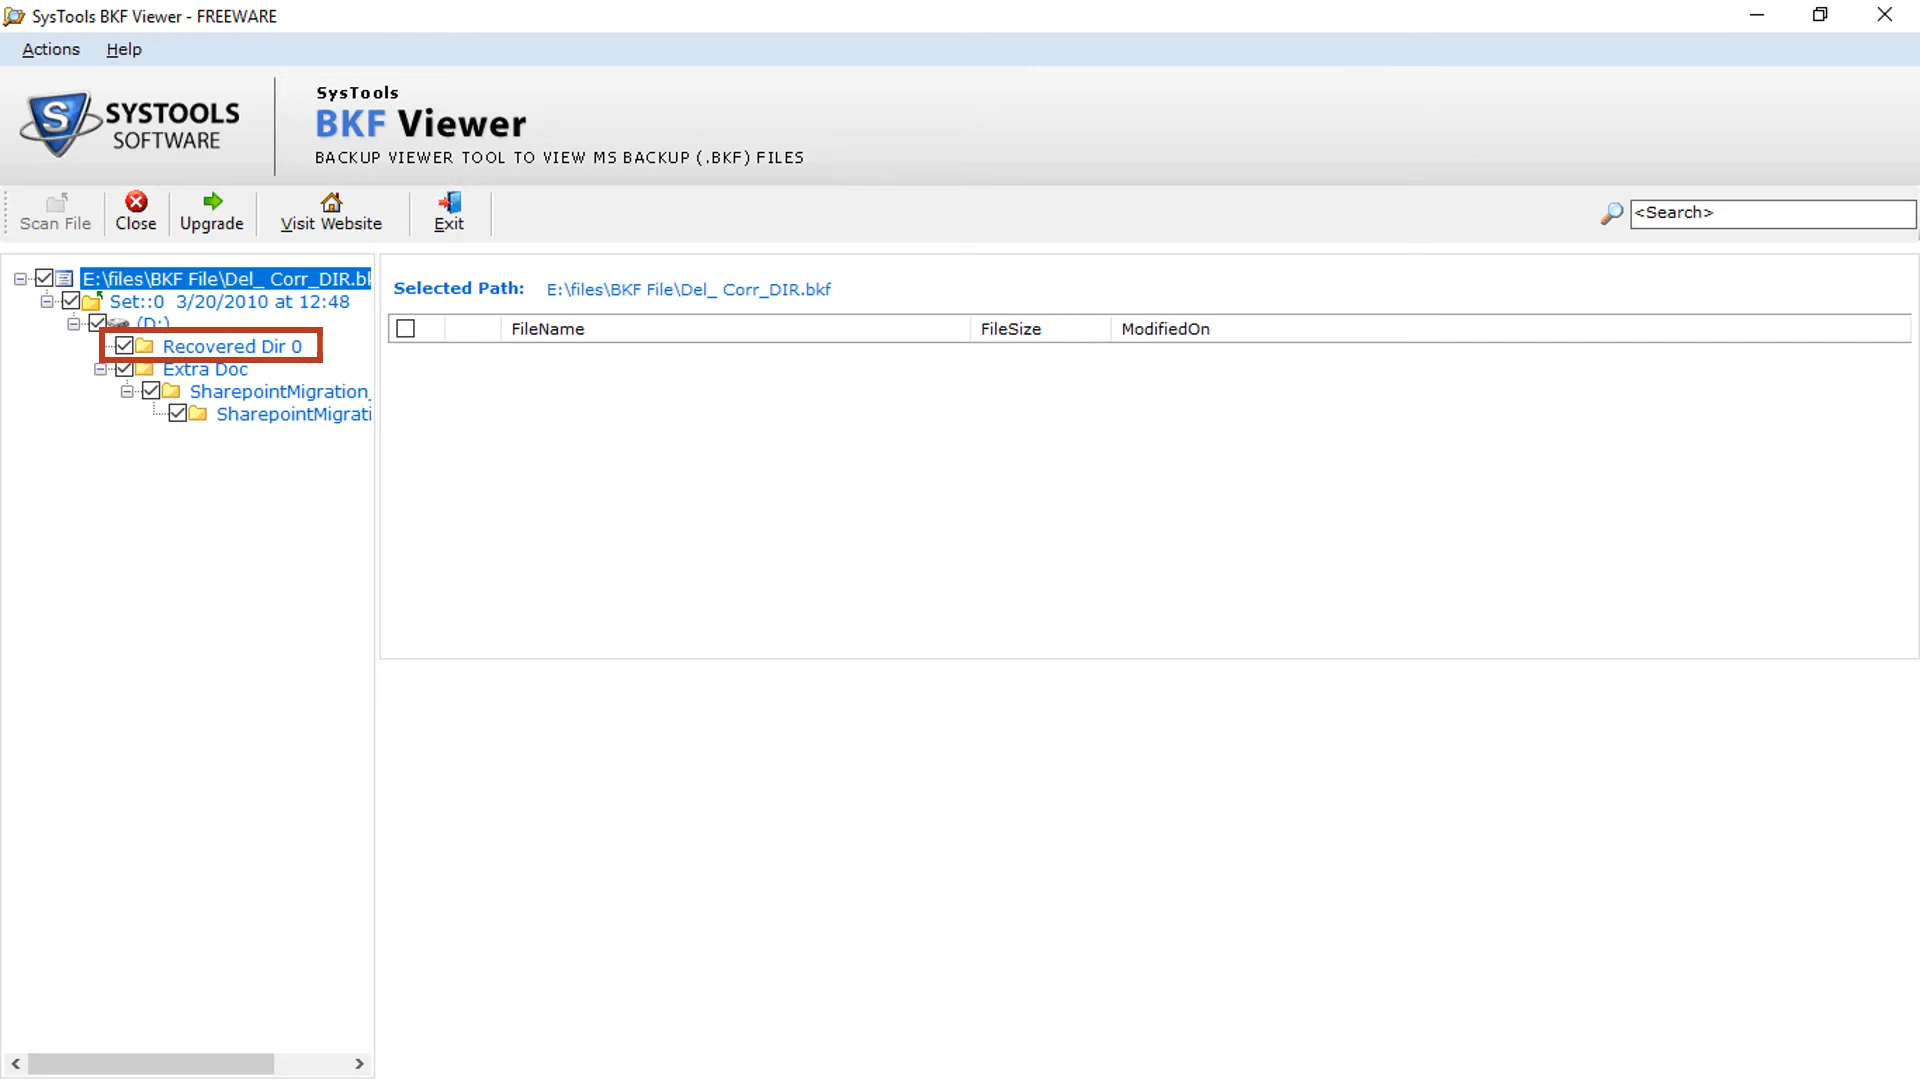 SysTools BKF Viewer - FREEWARE
Actions Help
SYSTOOLS
SOFTWARE
SysTools
BKF Viewer
BACKUP VIEWER TOOL TO VIEW MS BACKUP (.BKF) FILES
Scan File Close Upgrade Visit Website Exit <Search>
E:\files\BKF File\Del_ Corr_DIR.bk
Set::0 3/20/2010 at 12:48
(D:)
Recovered Dir 0
Extra Doc
SharepointMigration_
SharepointMigrati
Selected Path: E:\files\BKF File\Del_ Corr_DIR.bkf
FileName FileSize ModifiedOn